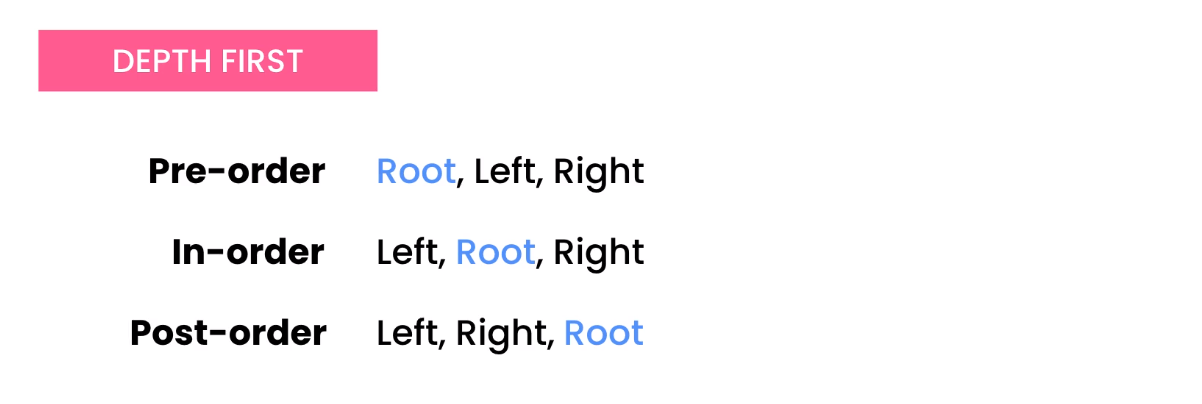 DEPTH FIRST
Pre-order Root, Left, Right
In-order Left, Root, Right
Post-order Left, Right, Root